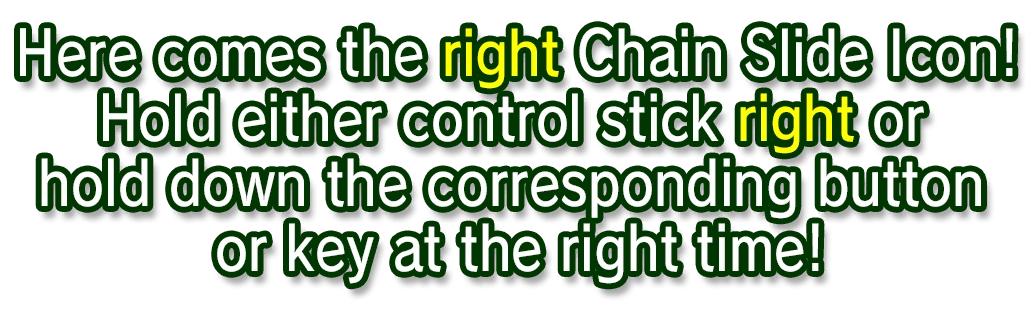 Here comes the right Chain Slide Icon!
Hold either control stick right or
hold down the corresponding button
or key at the right time!